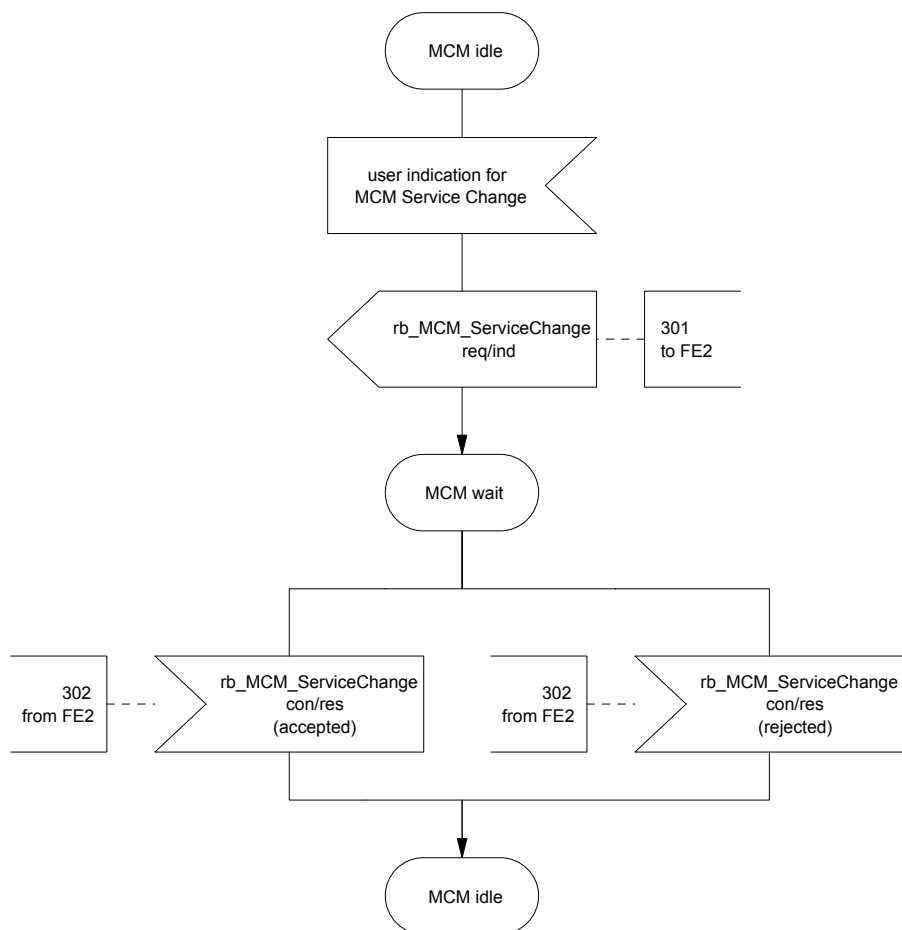 MCM idle
user indication for
MCM Service Change
rb_MCM_ServiceChange
req/ind
301
to FE2
MCM wait
302
from FE2
rb_MCM_ServiceChange
con/res
(accepted)
302
from FE2
rb_MCM_ServiceChange
con/res
(rejected)
MCM idle